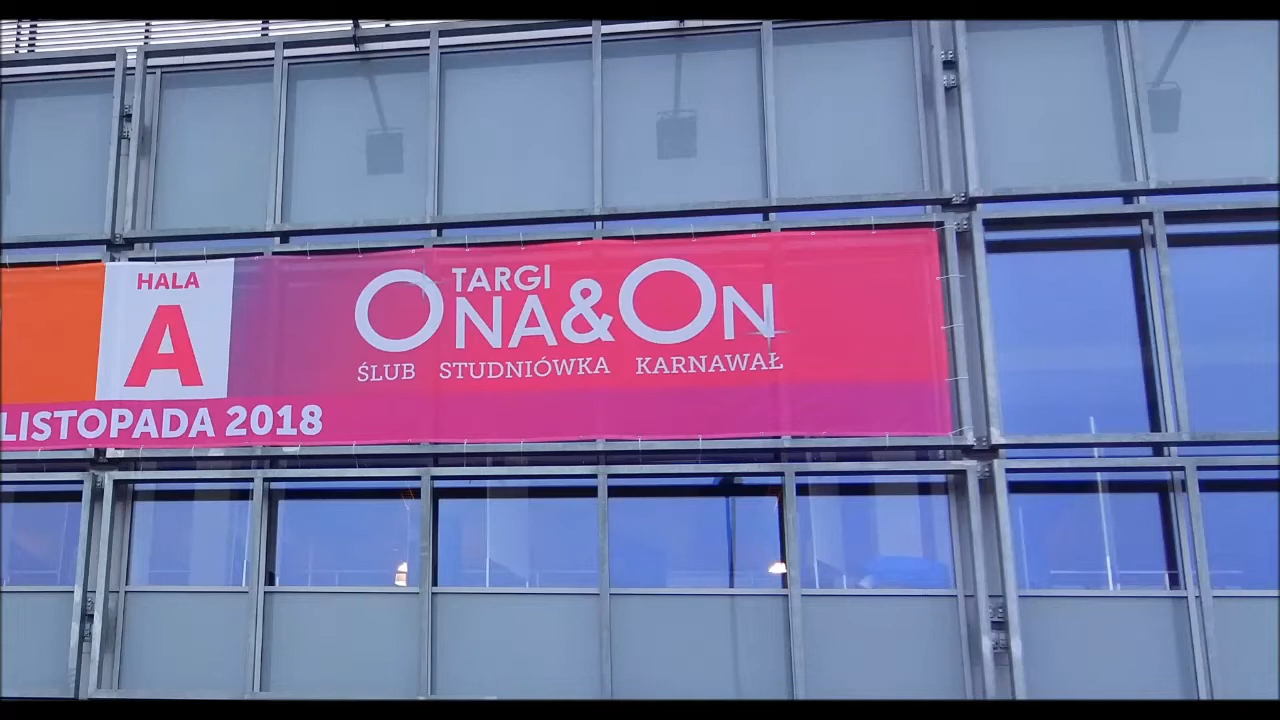 HALA
A
LISTOPADA 2018
TARGI
ONA&ON
ŚLUB STUDNIÓWKA KARNAWAŁ